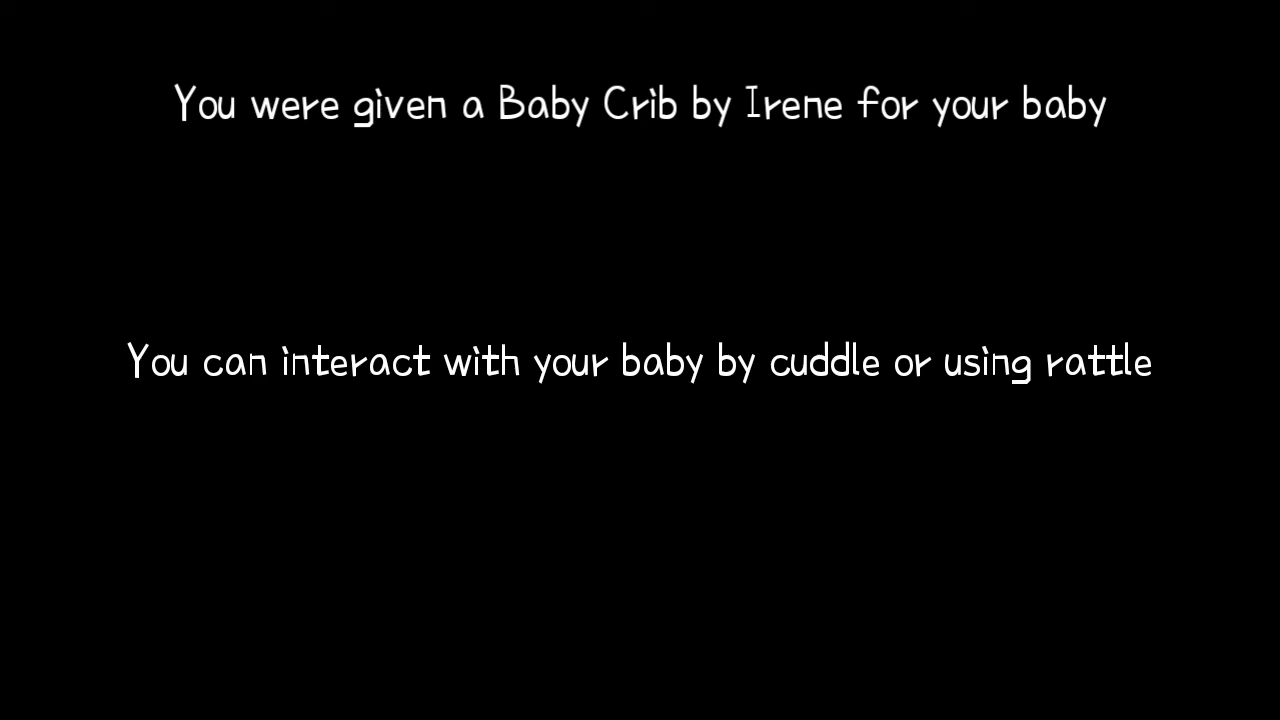 You were given a Baby Crib by Irene for your baby
You can interact with your baby by cuddle or using rattle